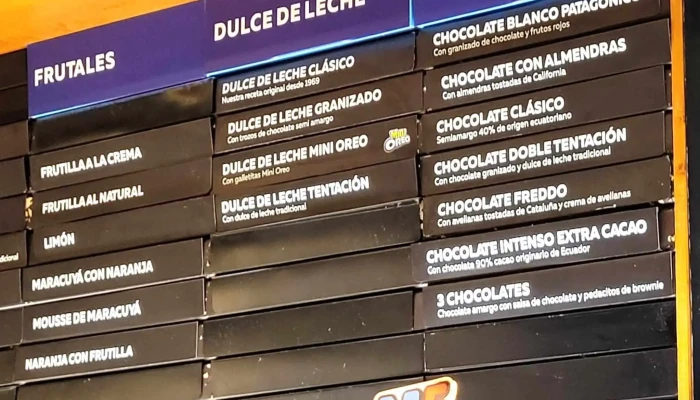 FRUTALES
FRUTILLA A LA CREMA
FRUTILLA AL NATURAL
LIMÓN
MARACUYÁ CON NARANJA
MOUSSE DE MARACUYÁ
NARANJA CON FRUTILLA
DULCE DE LECHE
DULCE DE LECHE CLÁSICO
Nuestra receta original desde 1969
DULCE DE LECHE GRANIZADO
Con trozos de chocolate semi amargo
DULCE DE LECHE MINI OREO
Con galletitas Mini Oreo
Mini
OREO
DULCE DE LECHE TENTACIÓN
Con dulce de leche tradicional
CHOCOLATE BLANCO PATAGÓNICO
Con granizado de chocolate y frutos rojos
CHOCOLATE CON ALMENDRAS
Con almendras tostadas de California
CHOCOLATE CLÁSICO
Semiamargo 40% de origen ecuatoriano
CHOCOLATE DOBLE TENTACIÓN
Con chocolate granizado y dulce de leche tradicional
CHOCOLATE FREDDO
Con avellanas tostadas de Cataluña y crema de avellanas
CHOCOLATE INTENSO EXTRA CACAO
Con chocolate 90% cacao originario de Ecuador
3 CHOCOLATES
Chocolate amargo con salsa de chocolate y pedacitos de brownie